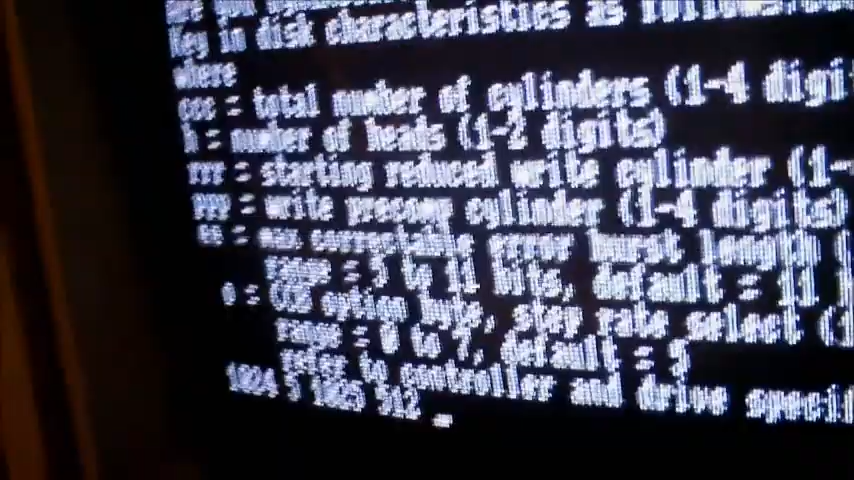 Key in disk characteristics as follows
where
ccc = total number of cylinders (1-4 digit
h = number of heads (1-2 digits)
rrr = starting reduced write cylinder (1-
ppp = write precomp cylinder (1-4 digits)
ee = max correctable error burst length
range = 5 to 11 bits, default = 11
o = CCB option byte, step rate select (
range = 0 to 7, default = 5
refer to controller and drive specif
1024 5 1025 512